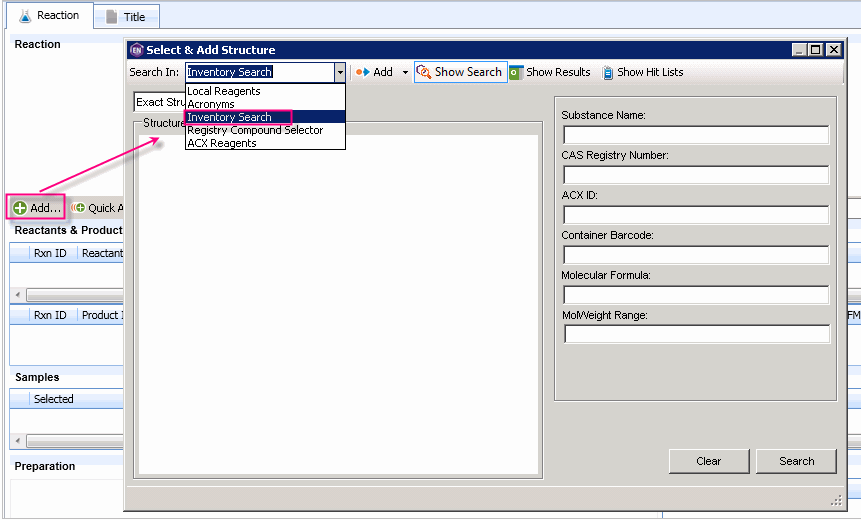 Reaction
Title
Reaction
EN Select & Add Structure
Search In: Inventory Search Add Show Search Show Results Show Hit Lists
Local Reagents
Acronyms
Inventory Search
Registry Compound Selector
ACX Reagents
Exact Stru
Structure
Substance Name:
CAS Registry Number:
ACX ID:
Container Barcode:
Molecular Formula:
MolWeight Range:
Clear
Search
Add...
Quick A
Reactants & Product
Rxn ID Reactant
Rxn ID Product I
FM
Samples
Selected
Preparation